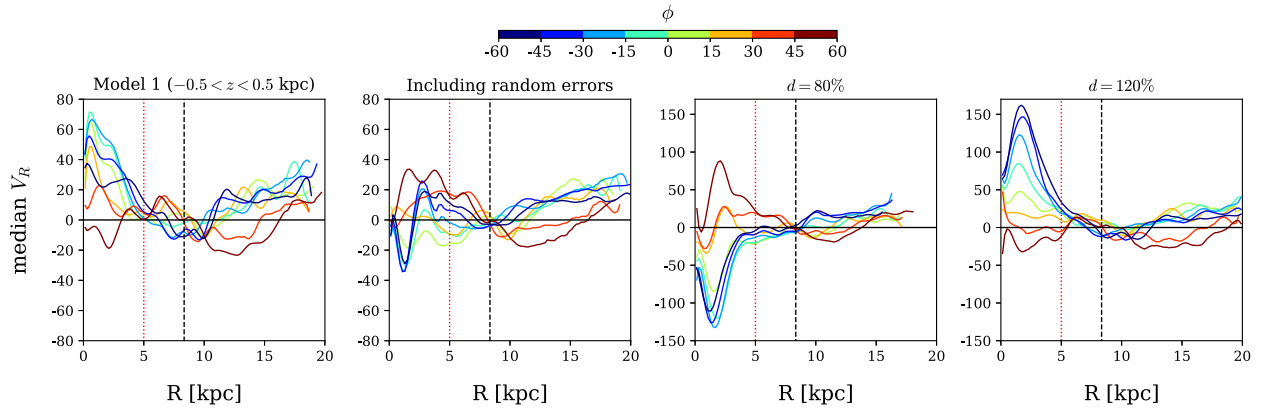 ϕ
-60 -45 -30 -15 0 15 30 45 60
Model 1 (−0.5 < z < 0.5 kpc)
Including random errors
d = 80%
d = 120%
median V_R
80
60
40
20
0
-20
-40
-60
-80
0 5 10 15 20
R [kpc]
80
60
40
20
0
-20
-40
-60
-80
0 5 10 15 20
R [kpc]
150
100
50
0
-50
-100
-150
0 5 10 15 20
R [kpc]
150
100
50
0
-50
-100
-150
0 5 10 15 20
R [kpc]